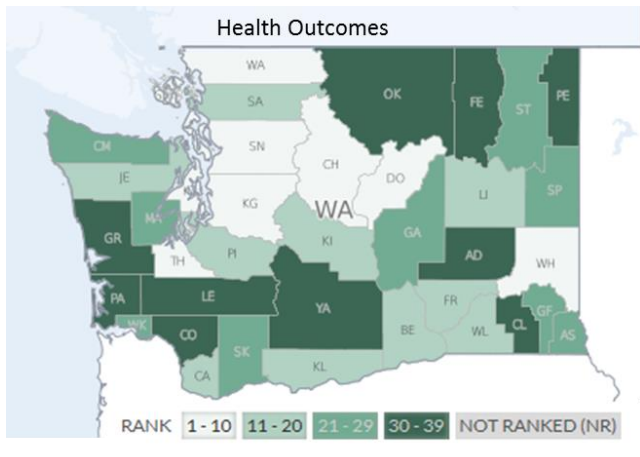 Health Outcomes
WA
OK
FE
PE
SA
ST
CM
SN
CH
JE
DO
LI
SP
KG
WA
MA
GR
KI
GA
PI
AD
TH
WH
PA
LE
YA
FR
WK
CO
BE
WL
CL
GF
AS
SK
CA
KL
RANK 1 - 10 11 - 20 21 - 29 30 - 39 NOT RANKED (NR)